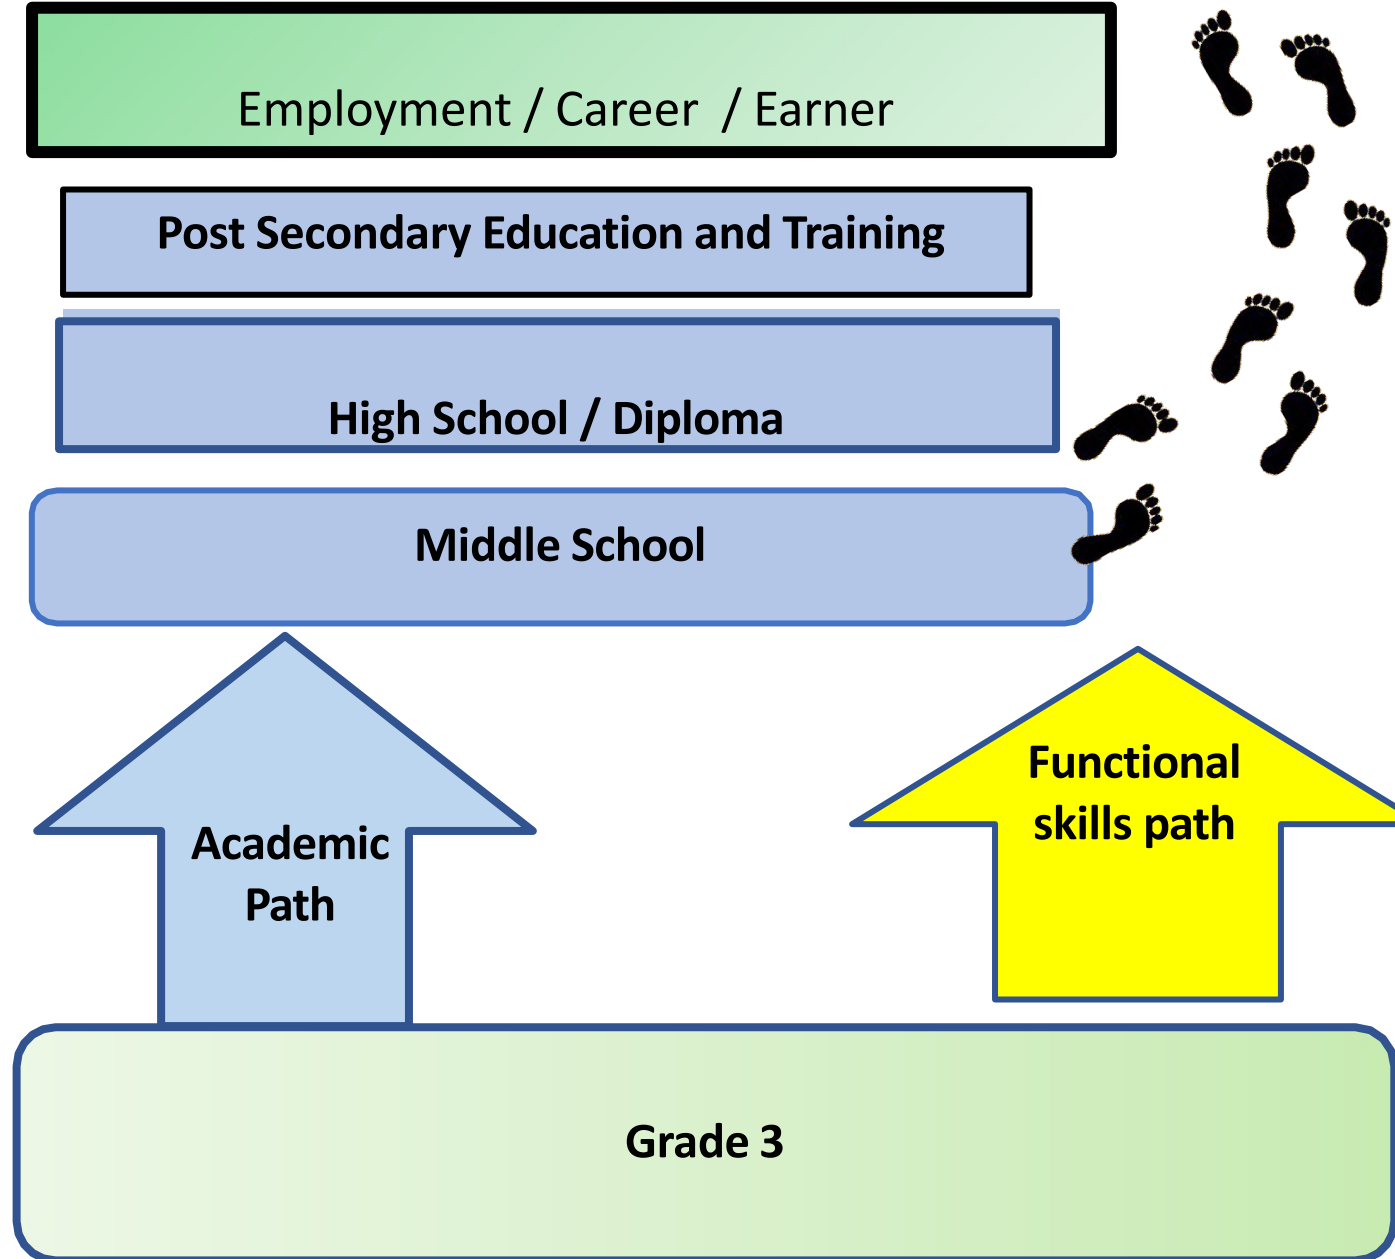 Employment / Career / Earner
Post Secondary Education and Training
High School / Diploma
Middle School
Academic
Path
Functional
skills path
Grade 3